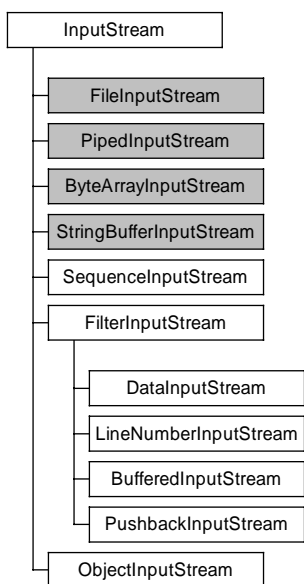 InputStream
FileInputStream
PipedInputStream
ByteArrayInputStream
StringBufferInputStream
SequenceInputStream
FilterInputStream
DataInputStream
LineNumberInputStream
BufferedInputStream
PushbackInputStream
ObjectInputStream